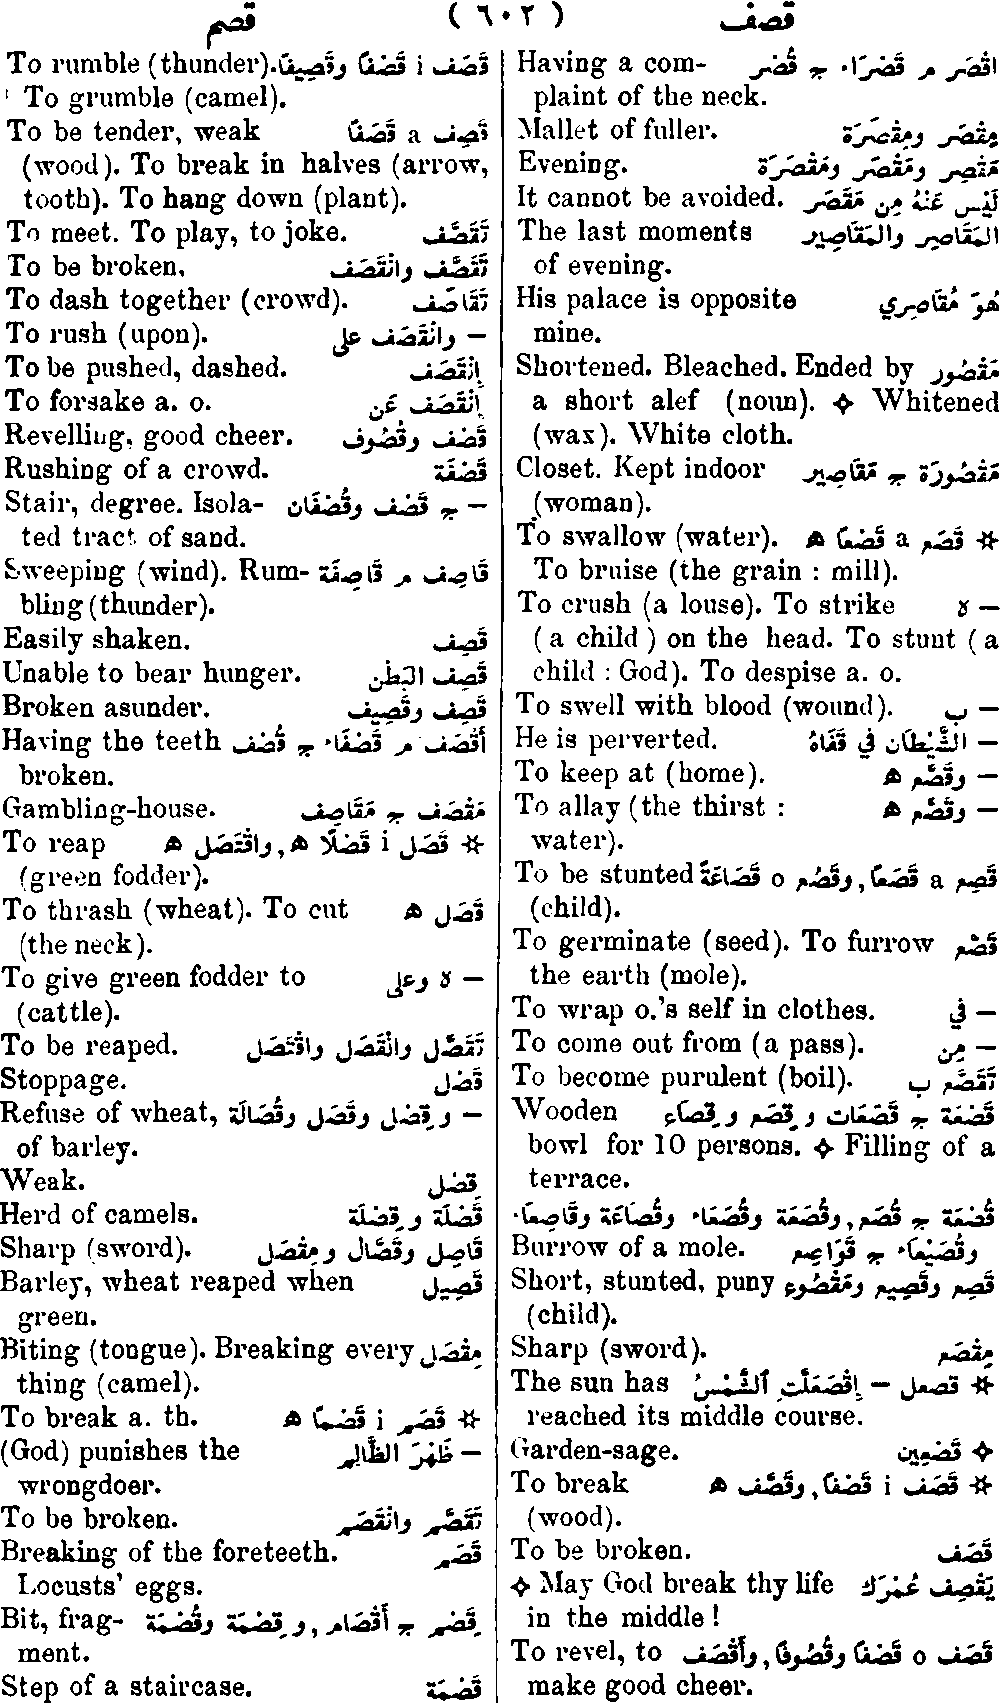 قصف ( ٦٠٢ ) قصم
Having a com- اقْصَر م قَصْرَاء ج قُصْر
plaint of the neck.
Mallet of fuller. مِقْصَر ومِقْصَرَة
Evening. مَقْصِر ومَقْصَر ومَقْصَرَة
It cannot be avoided. لَيْس عَنْهُ مِن مَقْصَر
The last moments المَقَاصِر والمَقَاصِير
of evening.
His palace is opposite هُوَ مُقَاصِرِي
mine.
Shortened. Bleached. Ended by مَقْصُور
a short alef (noun). ✧ Whitened
(wax). White cloth.
Closet. Kept indoor مَقْصُورَة ج مَقَاصِير
(woman).
To swallow (water). ☆ قَصَع a قَصْعًا ه
To bruise (the grain : mill).
To crush (a louse). To strike — لا
(a child) on the head. To stunt (a
child : God). To despise a. o.
To swell with blood (wound). — ب
He is perverted. — الشَّيْطَان في قَفَاهُ
To keep at (home). — وقَصَّع ه
To allay (the thirst : — وقَصَّع ه
water).
To be stunted قَصِع a قَصَعًا, وقَصُع o قَصَاعَةً
(child).
To germinate (seed). To furrow قَصَّع
the earth (mole).
To wrap o.'s self in clothes. — في
To come out from (a pass). — مِن
To become purulent (boil). تَقَصَّع ب
Wooden قَصْعَة ج قَصَعَات و قِصَع و قِصَاع
bowl for 10 persons. ✧ Filling of a
terrace.
قُصْعَة ج قُصَع, وقُصَعَة وقُصَعَاء وقُصَاعَة وقَاصِعَاء
Burrow of a mole. وقُصَيْعَاء ج قَوَاصِع
Short, stunted, puny قَصِع وقَصِيع ومَقْصُوع
(child).
Sharp (sword). مِقْصَع
The sun has ☆ قصعل — إِقْصَعَلَّتِ ٱلشَّمْسُ
reached its middle course.
Garden-sage. ✧ قَصْعِين
To break ☆ قَصَف i قَصْفًا, وقَصَّف ه
(wood).
To be broken. قَصَف
✧ May God break thy life يَقْصِف عُمْرَك
in the middle !
To revel, to قَصَف o قَصْفًا وقُصُوفًا, وأَقْصَف
make good cheer.
To rumble (thunder). قَصَف i قَصْفًا وقَصِيفًا
To grumble (camel).
To be tender, weak قَصِف a قَصَفًا
(wood). To break in halves (arrow,
tooth). To hang down (plant).
To meet. To play, to joke. تَقَصَّف
To be broken. تَقَصَّف وانْقَصَف
To dash together (crowd). تَقَاصَف
To rush (upon). — وانْقَصَف على
To be pushed, dashed. إِنْقَصَف
To forsake a. o. إِنْقَصَف عَن
Revelling, good cheer. قَصْف وقُصُوف
Rushing of a crowd. قَصْفَة
Stair, degree. Isola- — ج قَصْف وقُصْفَان
ted tract of sand.
Sweeping (wind). Rum- قَاصِف م قَاصِفَة
bling (thunder).
Easily shaken. قَصِف
Unable to bear hunger. قَصِف البَطْن
Broken asunder. قَصِف وقَصِيف
Having the teeth أَقْصَف م قَصْفَاء ج قُصْف
broken.
Gambling-house. مَقْصَف ج مَقَاصِف
To reap ☆ قَصَل i قَصْلًا ه, واقْتَصَل ه
(green fodder).
To thrash (wheat). To cut قَصَل ه
(the neck).
To give green fodder to — لا وعلى
(cattle).
To be reaped. تَقَصَّل وانْقَصَل واقْتَصَل
Stoppage. قَصْل
Refuse of wheat, — و قِصْل وقَصَل وقُصَالَة
of barley.
Weak. قِصْل
Herd of camels. قَصْلَة و قِصْلَة
Sharp (sword). قَاصِل وقَصَّال و مِقْصَل
Barley, wheat reaped when قَصِيل
green.
Biting (tongue). Breaking every مِقْصَل
thing (camel).
To break a. th. ☆ قَصَم i قَصْمًا ه
(God) punishes the — ظَهْرَ الظَّالِم
wrongdoer.
To be broken. تَقَصَّم وانْقَصَم
Breaking of the foreteeth. قَصَم
Locusts' eggs.
Bit, frag- قِصْم ج أَقْصَام, و قِصْمَة وقُصْمَة
ment.
Step of a staircase. قَصْمَة